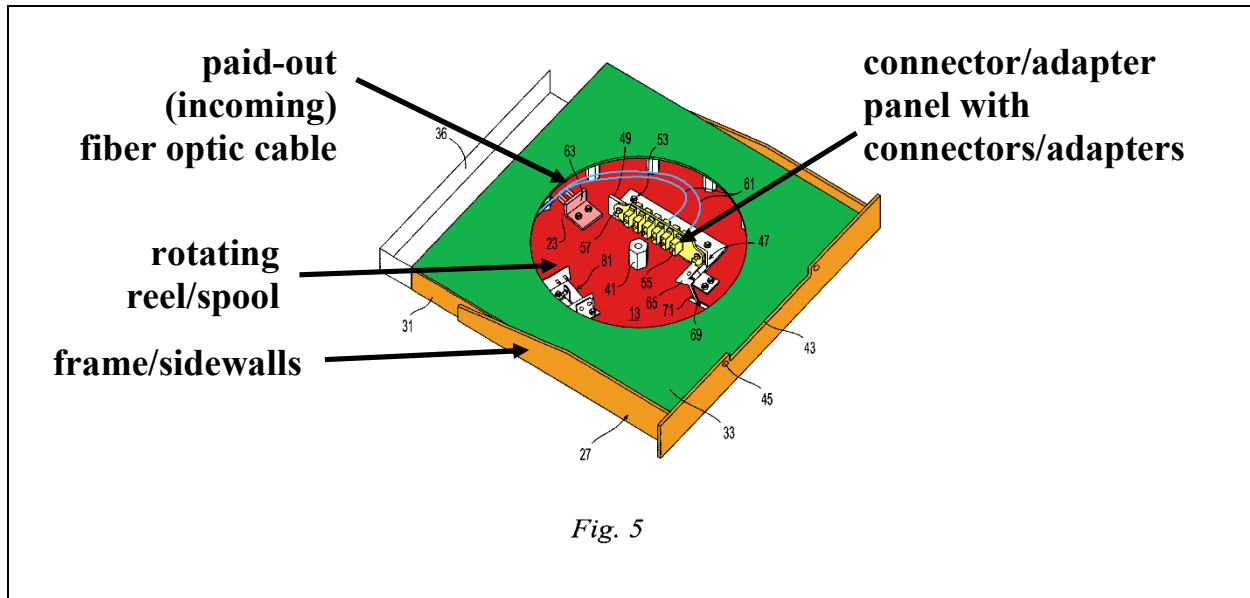 paid-out
(incoming)
fiber optic cable
connector/adapter
panel with
connectors/adapters
rotating
reel/spool
frame/sidewalls
36
63
49
53
61
23
57
47
81
41
55
65
13
71
69
31
43
45
33
27
Fig. 5